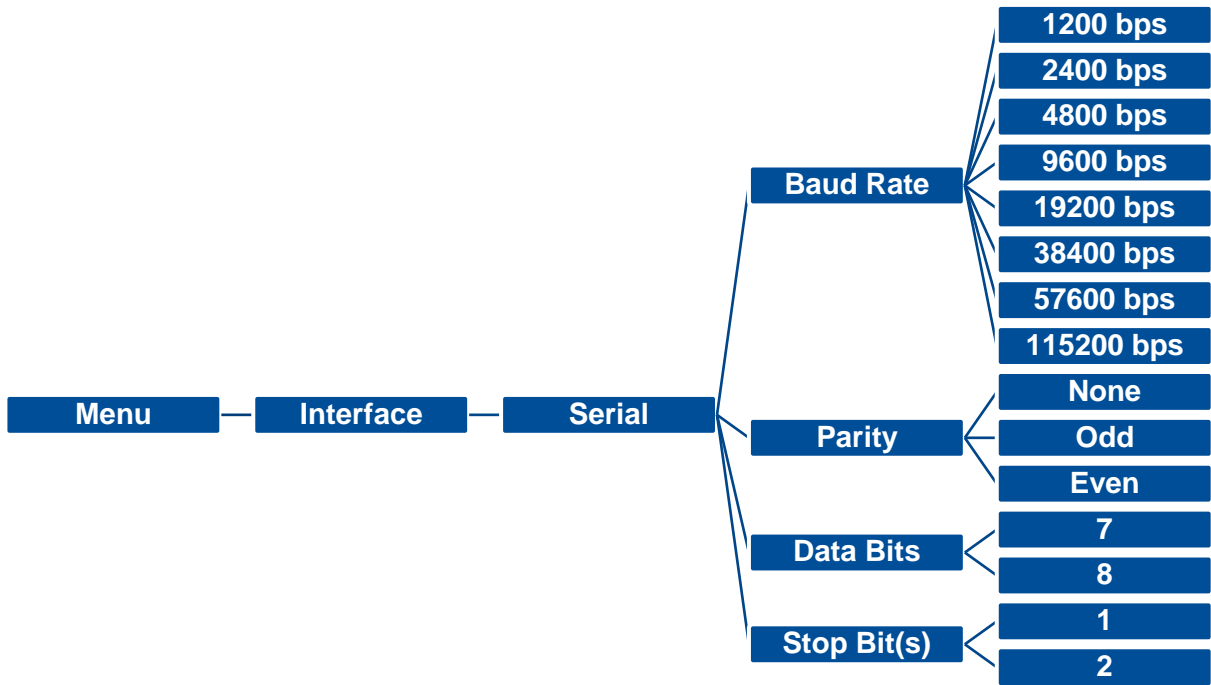 Menu
Interface
Serial
Baud Rate
1200 bps
2400 bps
4800 bps
9600 bps
19200 bps
38400 bps
57600 bps
115200 bps
Parity
None
Odd
Even
Data Bits
7
8
Stop Bit(s)
1
2